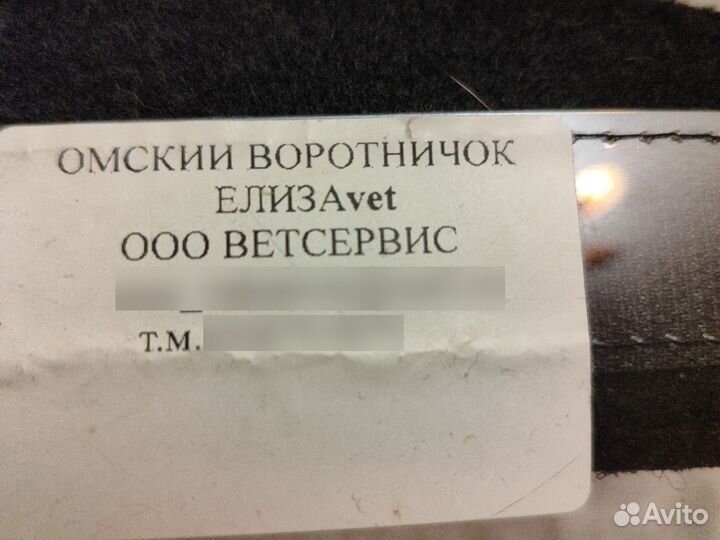 ОМСКИИ ВОРОТНИЧОК
ЕЛИЗАvet
ООО ВЕТСЕРВИС
т.м.
Avito